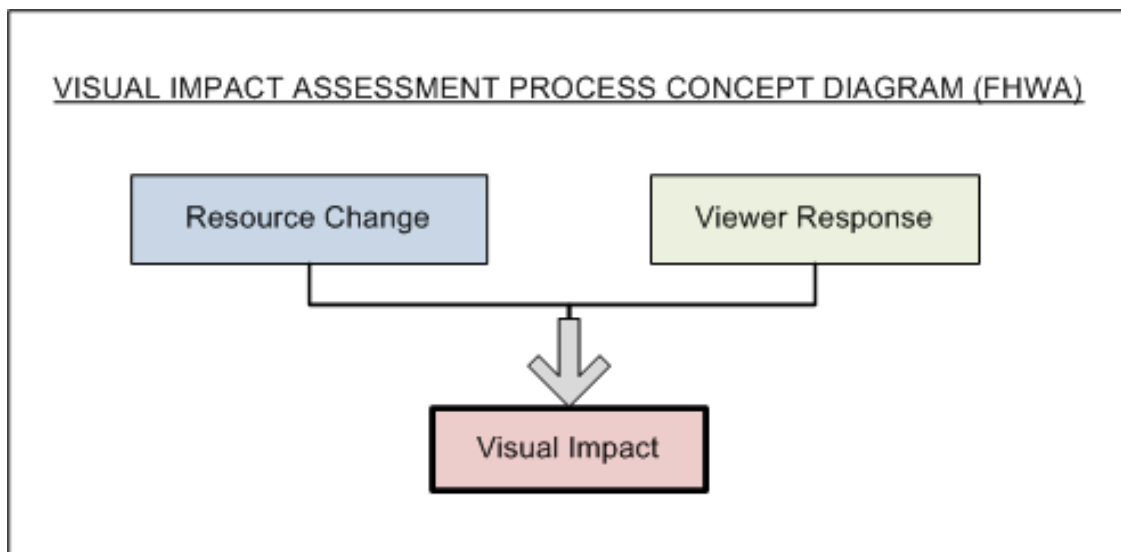 VISUAL IMPACT ASSESSMENT PROCESS CONCEPT DIAGRAM (FHWA)
Resource Change
Viewer Response
Visual Impact